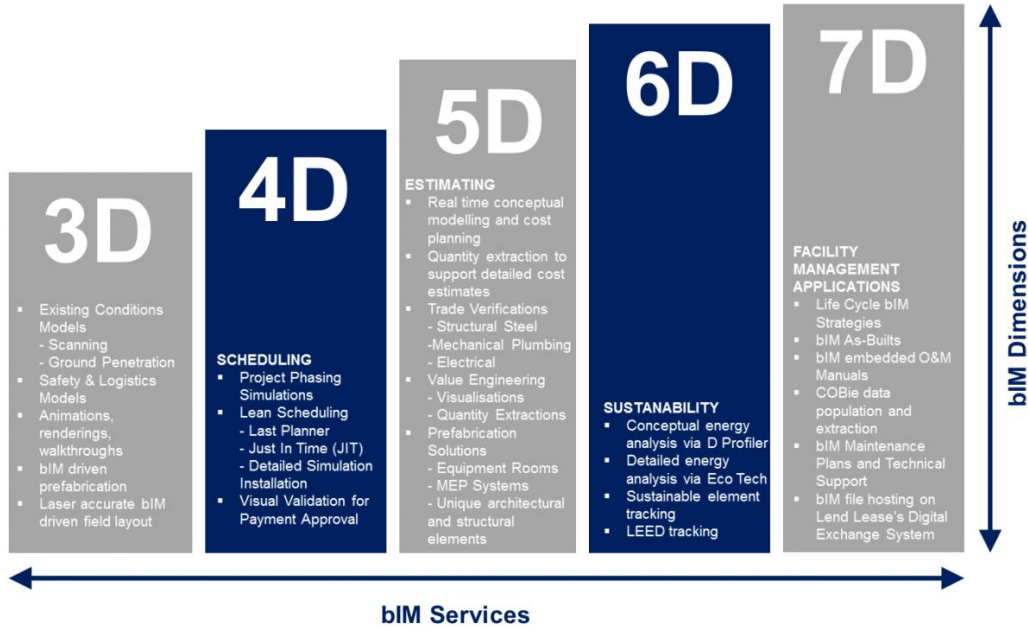 3D
▪ Existing Conditions
Models
- Scanning
- Ground Penetration
▪ Safety & Logistics
Models
▪ Animations,
renderings,
walkthroughs
▪ bIM driven
prefabrication
▪ Laser accurate bIM
driven field layout
4D
SCHEDULING
▪ Project Phasing
Simulations
▪ Lean Scheduling
- Last Planner
- Just In Time (JIT)
- Detailed Simulation
Installation
▪ Visual Validation for
Payment Approval
5D
ESTIMATING
▪ Real time conceptual
modelling and cost
planning
▪ Quantity extraction to
support detailed cost
estimates
▪ Trade Verifications
- Structural Steel
-Mechanical Plumbing
- Electrical
▪ Value Engineering
- Visualisations
- Quantity Extractions
▪ Prefabrication
Solutions
- Equipment Rooms
- MEP Systems
- Unique architectural
and structural
elements
6D
SUSTANABILITY
▪ Conceptual energy
analysis via D Profiler
▪ Detailed energy
analysis via Eco Tech
▪ Sustainable element
tracking
▪ LEED tracking
7D
FACILITY
MANAGEMENT
APPLICATIONS
▪ Life Cycle bIM
Strategies
▪ bIM As-Builts
▪ bIM embedded O&M
Manuals
▪ COBie data
population and
extraction
▪ bIM Maintenance
Plans and Technical
Support
▪ bIM file hosting on
Lend Lease's Digital
Exchange System
bIM Dimensions
bIM Services